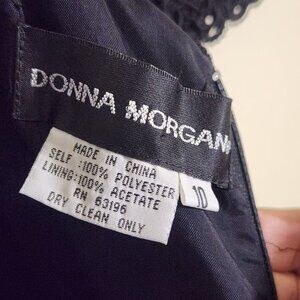 DONNA MORGAN
MADE IN CHINA
SELF :100% POLYESTER
LINING:100% ACETATE
RN 63196
DRY CLEAN ONLY
10